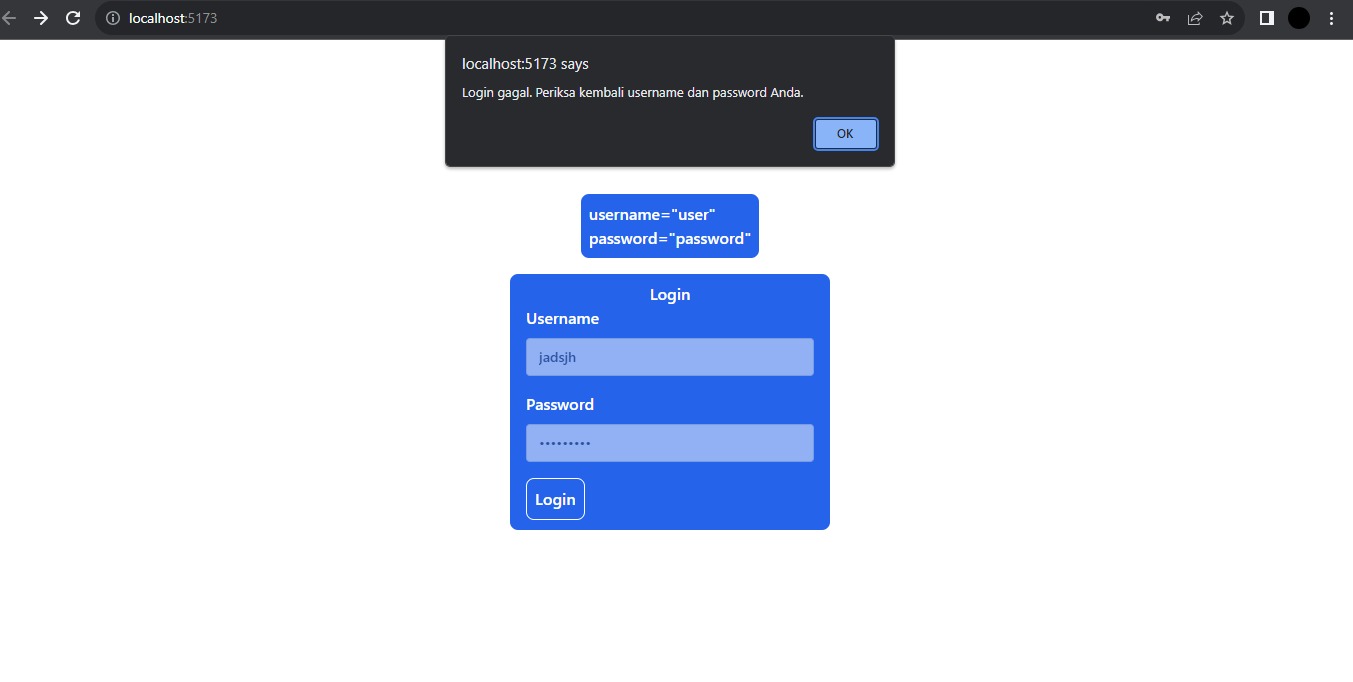 localhost:5173
localhost:5173 says
Login gagal. Periksa kembali username dan password Anda.
OK
username="user"
password="password"
Login
Username
jadsjh
Password
•••••••••
Login